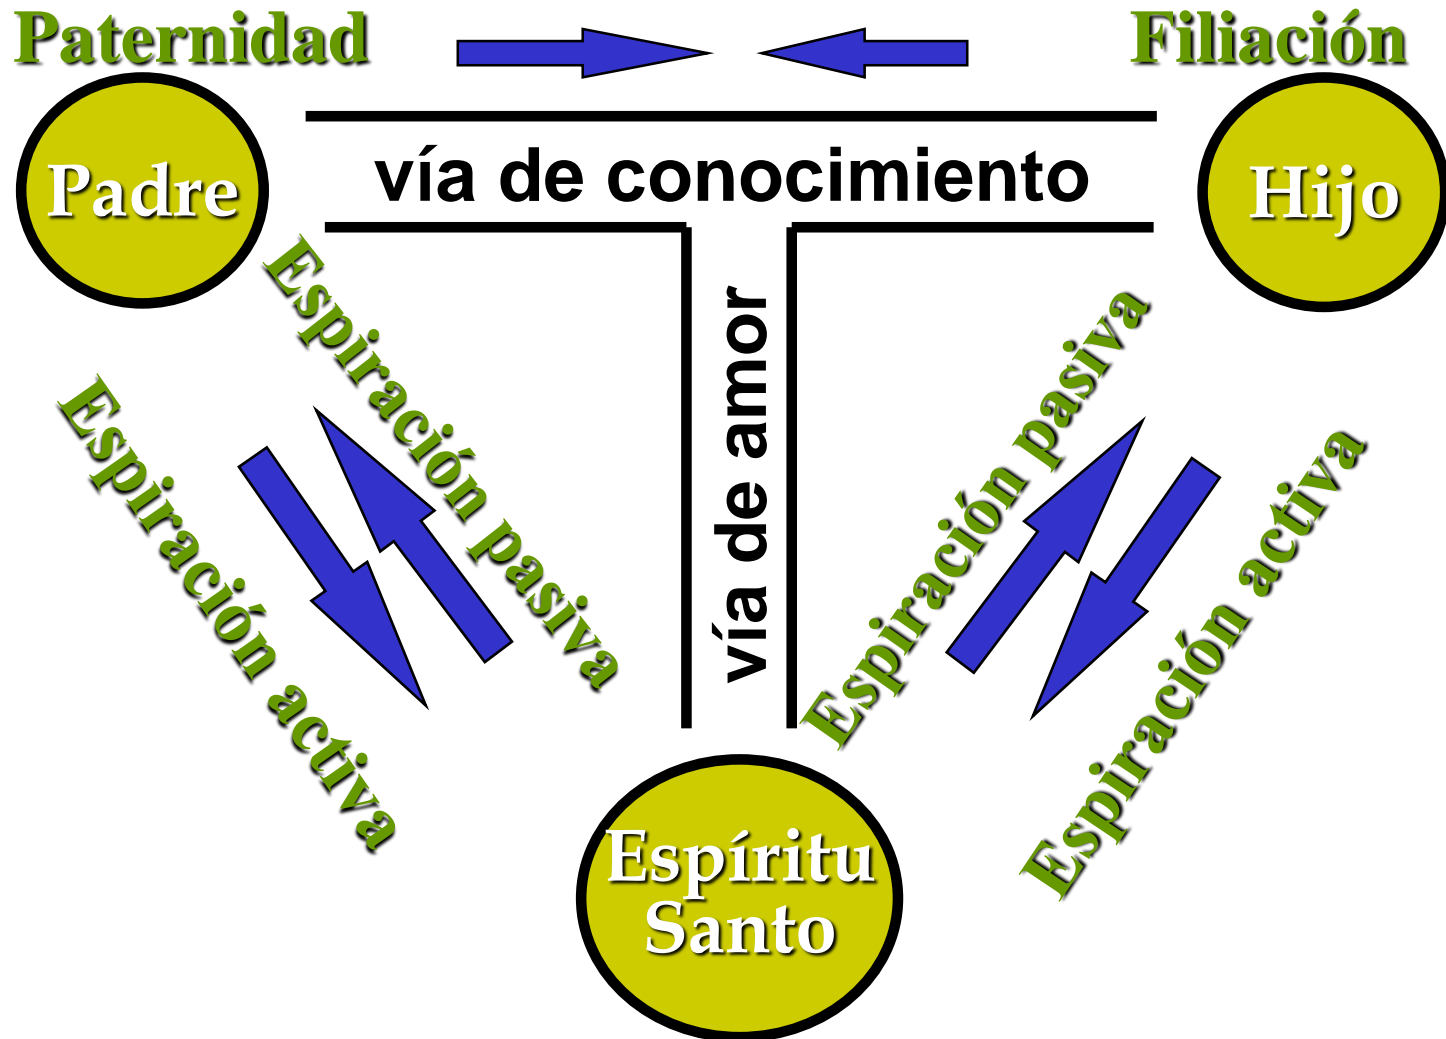 Paternidad
Filiación
Padre
vía de conocimiento
Hijo
Espiración pasiva
Espiración activa
vía de amor
Espiración pasiva
Espiración activa
Espíritu
Santo